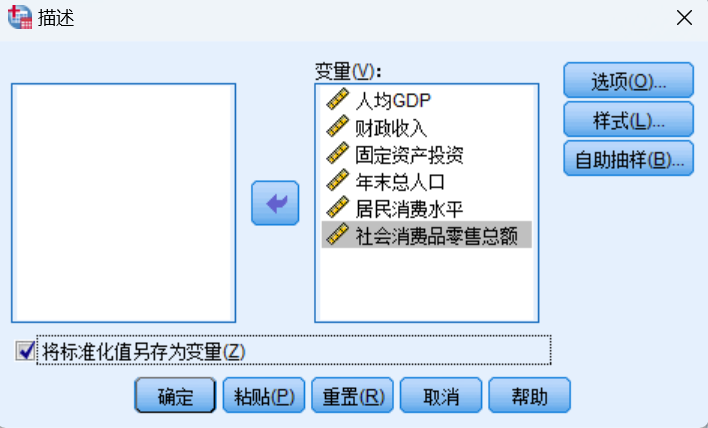 描述
变量(V):
人均GDP
财政收入
固定资产投资
年末总人口
居民消费水平
社会消费品零售总额
选项(O)...
样式(L)...
自助抽样(B)...
将标准化值另存为变量(Z)
确定
粘贴(P)
重置(R)
取消
帮助